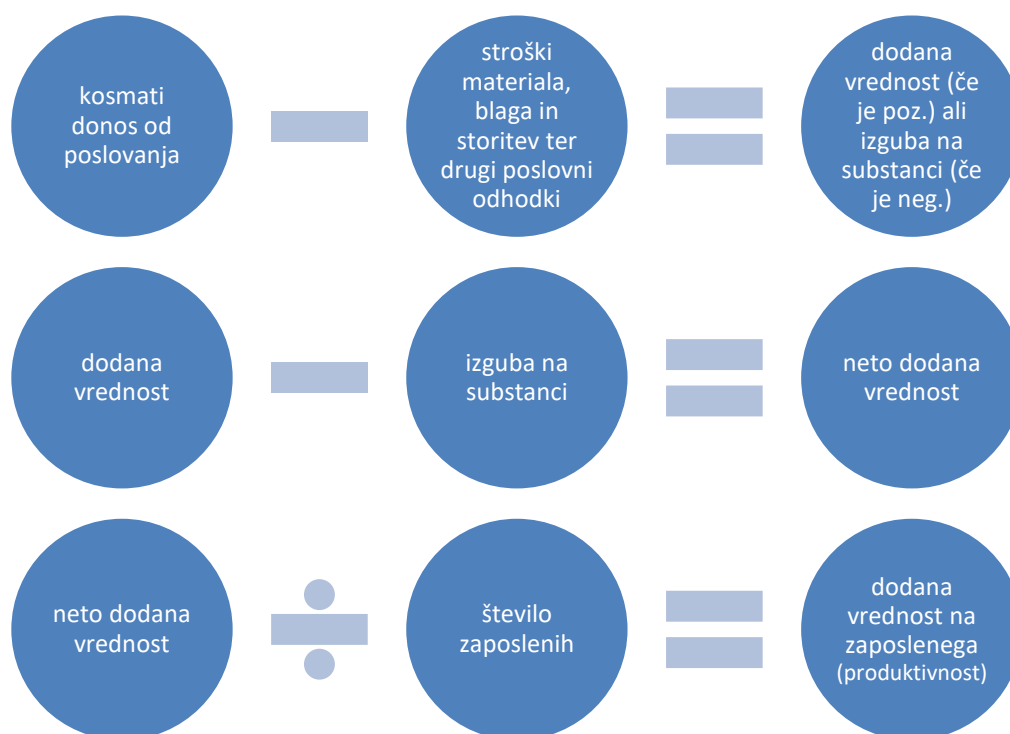 kosmati
donos od
poslovanja
stroški
materiala,
blaga in
storitev ter
drugi poslovni
odhodki
dodana
vrednost (če
je poz.) ali
izguba na
substanci (če
je neg.)
dodana
vrednost
izguba na
substanci
neto dodana
vrednost
neto dodana
vrednost
število
zaposlenih
dodana
vrednost na
zaposlenega
(produktivnost)